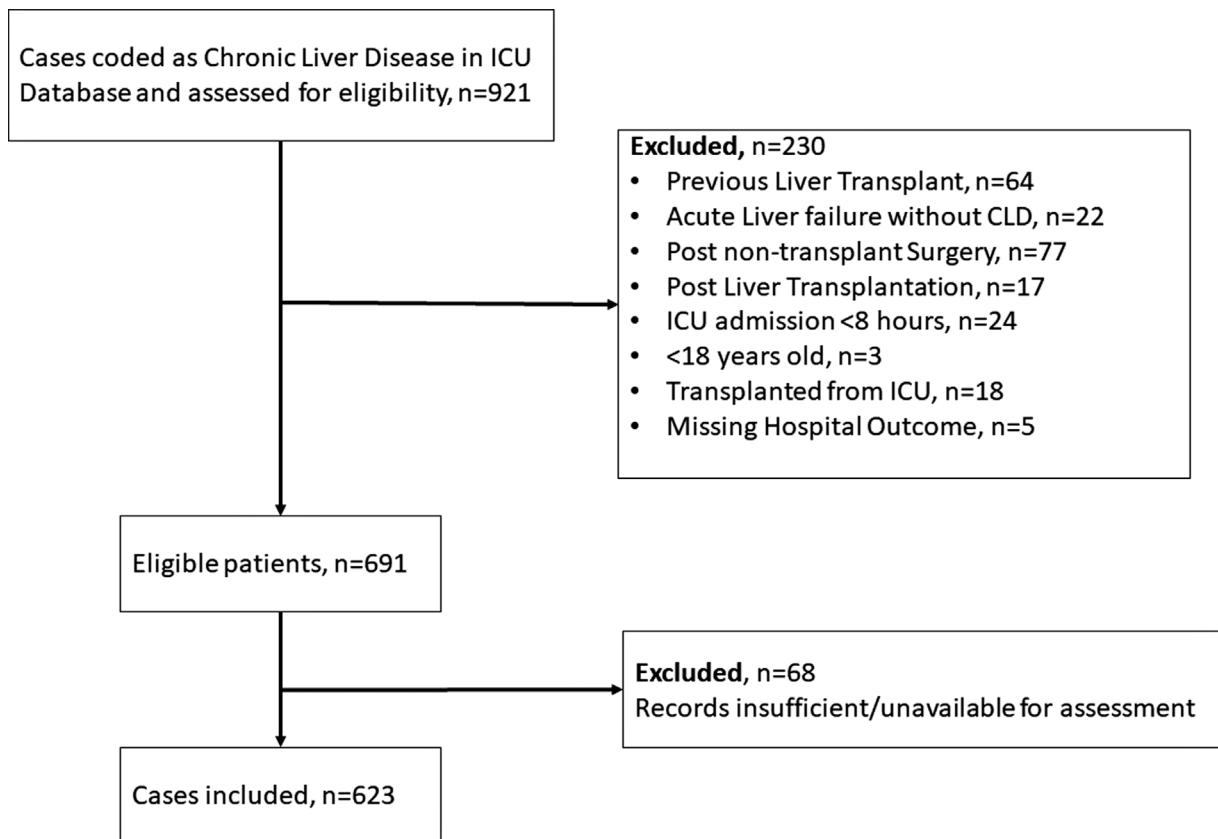 Cases coded as Chronic Liver Disease in ICU
Database and assessed for eligibility, n=921
Excluded, n=230
• Previous Liver Transplant, n=64
• Acute Liver failure without CLD, n=22
• Post non-transplant Surgery, n=77
• Post Liver Transplantation, n=17
• ICU admission <8 hours, n=24
• <18 years old, n=3
• Transplanted from ICU, n=18
• Missing Hospital Outcome, n=5
Eligible patients, n=691
Excluded, n=68
Records insufficient/unavailable for assessment
Cases included, n=623